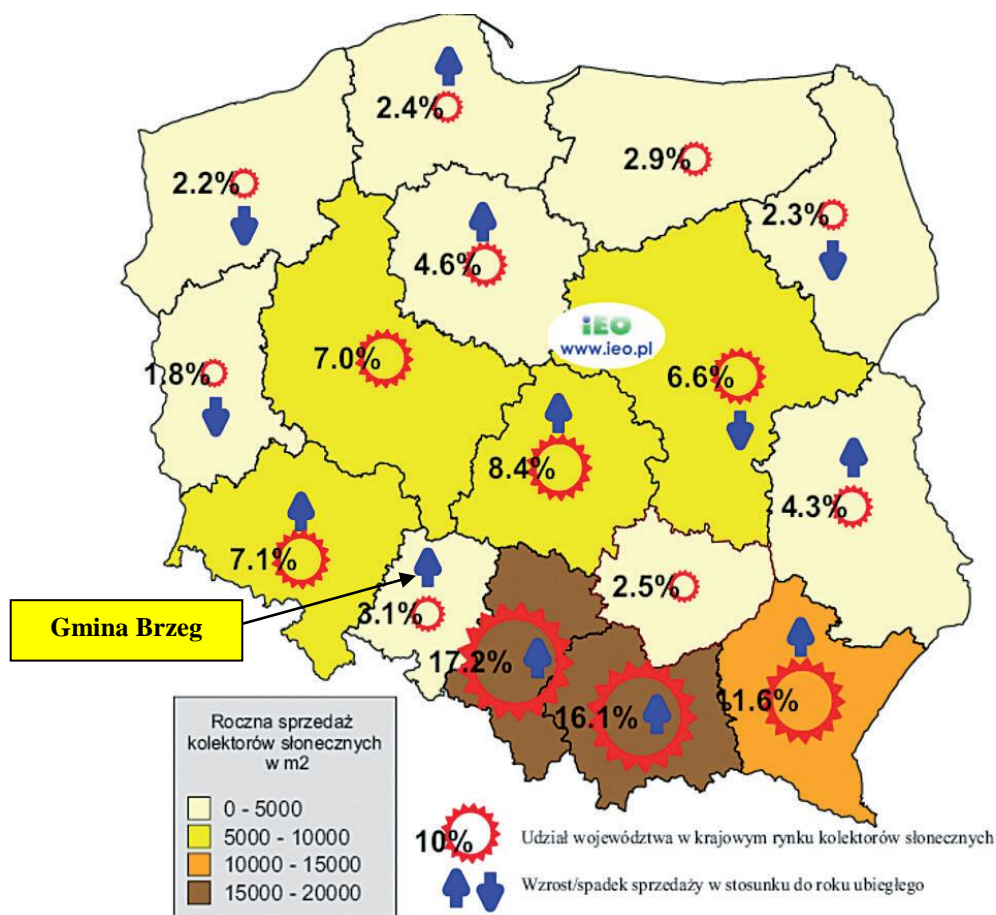 2.4%
2.9%
2.2%
2.3%
4.6%
iEO
www.ieo.pl
7.0%
1.8%
6.6%
8.4%
4.3%
7.1%
2.5%
3.1%
Gmina Brzeg
17.2%
16.1%
11.6%
Roczna sprzedaż
kolektorów słonecznych
w m2
0 - 5000
5000 - 10000
10000 - 15000
15000 - 20000
10%
Udział województwa w krajowym rynku kolektorów słonecznych
Wzrost/spadek sprzedaży w stosunku do roku ubiegłego